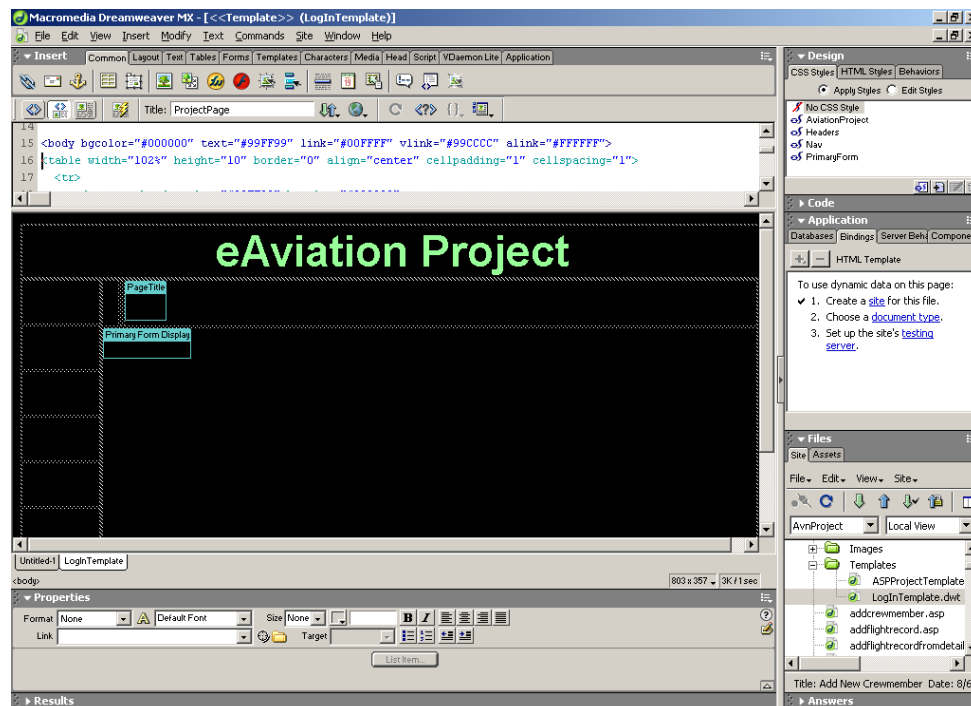 Macromedia Dreamweaver MX - [<<Template>> (LogInTemplate)]
File Edit View Insert Modify Text Commands Site Window Help
Insert Common Layout Text Tables Forms Templates Characters Media Head Script VDaemon Lite Application
Title: ProjectPage
14
15 <body bgcolor="#000000" text="#99FF99" link="#00FFFF" vlink="#99CCCC" alink="#FFFFFF">
16 <table width="102%" height="10" border="0" align="center" cellpadding="1" cellspacing="1">
17 <tr>
eAviation Project
PageTitle
Primary Form Display
Untitled-1 LogInTemplate
<body> 803 x 357 3K / 1 sec
Properties
Format None Default Font Size None B I
Link Target
List Item...
Results
Design
CSS Styles HTML Styles Behaviors
Apply Styles Edit Styles
No CSS Style
AviationProject
Headers
Nav
PrimaryForm
Code
Application
Databases Bindings Server Beh Compone
HTML Template
To use dynamic data on this page:
1. Create a site for this file.
2. Choose a document type.
3. Set up the site's testing
server.
Files
Site Assets
File Edit View Site
AvnProject Local View
Images
Templates
ASPProjectTemplate
LogInTemplate.dwt
addcrewmember.asp
addflightrecord.asp
addflightrecordfromdetail
Title: Add New Crewmember Date: 8/6
Answers